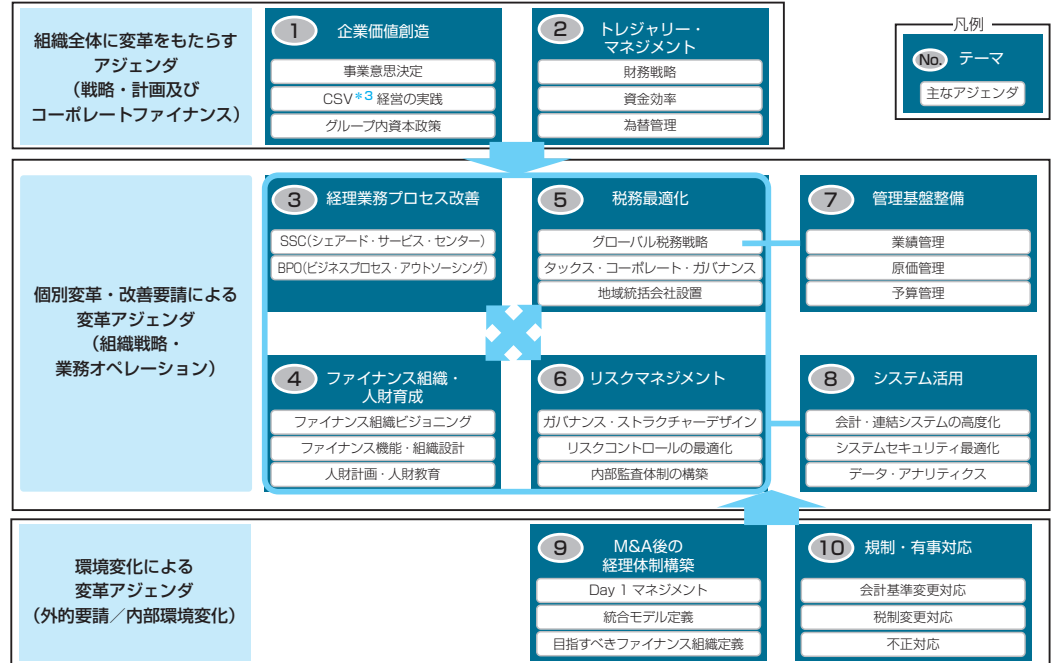 組織全体に変革をもたらす
アジェンダ
（戦略・計画及び
コーポレートファイナンス）
1 企業価値創造
事業意思決定
CSV＊3 経営の実践
グループ内資本政策
2 トレジャリー・
マネジメント
財務戦略
資金効率
為替管理
凡例
No. テーマ
主なアジェンダ
個別変革・改善要請による
変革アジェンダ
（組織戦略・
業務オペレーション）
3 経理業務プロセス改善
SSC（シェアード・サービス・センター）
BPO（ビジネスプロセス・アウトソーシング）
5 税務最適化
グローバル税務戦略
タックス・コーポレート・ガバナンス
地域統括会社設置
7 管理基盤整備
業績管理
原価管理
予算管理
4 ファイナンス組織・
人財育成
ファイナンス組織ビジョニング
ファイナンス機能・組織設計
人財計画・人財教育
6 リスクマネジメント
ガバナンス・ストラクチャーデザイン
リスクコントロールの最適化
内部監査体制の構築
8 システム活用
会計・連結システムの高度化
システムセキュリティ最適化
データ・アナリティクス
環境変化による
変革アジェンダ
（外的要請／内部環境変化）
9 M&A後の
経理体制構築
Day 1 マネジメント
統合モデル定義
目指すべきファイナンス組織定義
10 規制・有事対応
会計基準変更対応
税制変更対応
不正対応